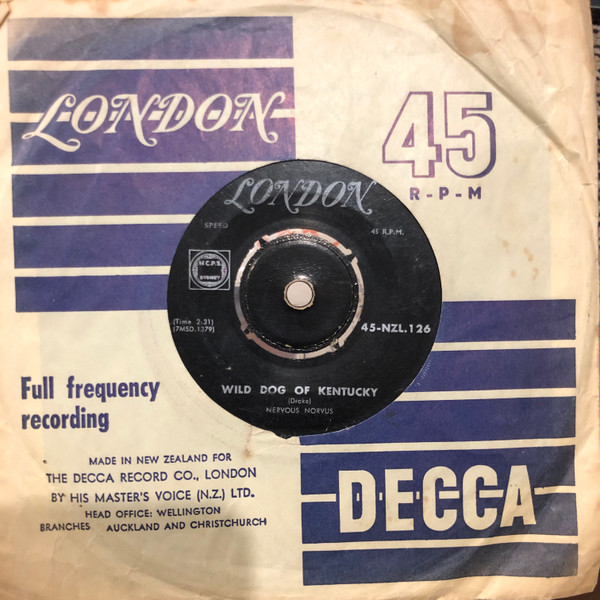 LONDON
45
R-P-M
LONDON
SPEED
45 R.P.M.
N.C.P.S.
SYDNEY
(Time 2-31)
(7MSD.1379)
45-NZL.126
WILD DOG OF KENTUCKY
(Drake)
NERVOUS NORVUS
Full frequency
recording
MADE IN NEW ZEALAND FOR
THE DECCA RECORD CO., LONDON
BY HIS MASTER'S VOICE (N.Z.) LTD.
HEAD OFFICE: WELLINGTON
BRANCHES AUCKLAND AND CHRISTCHURCH
DECCA